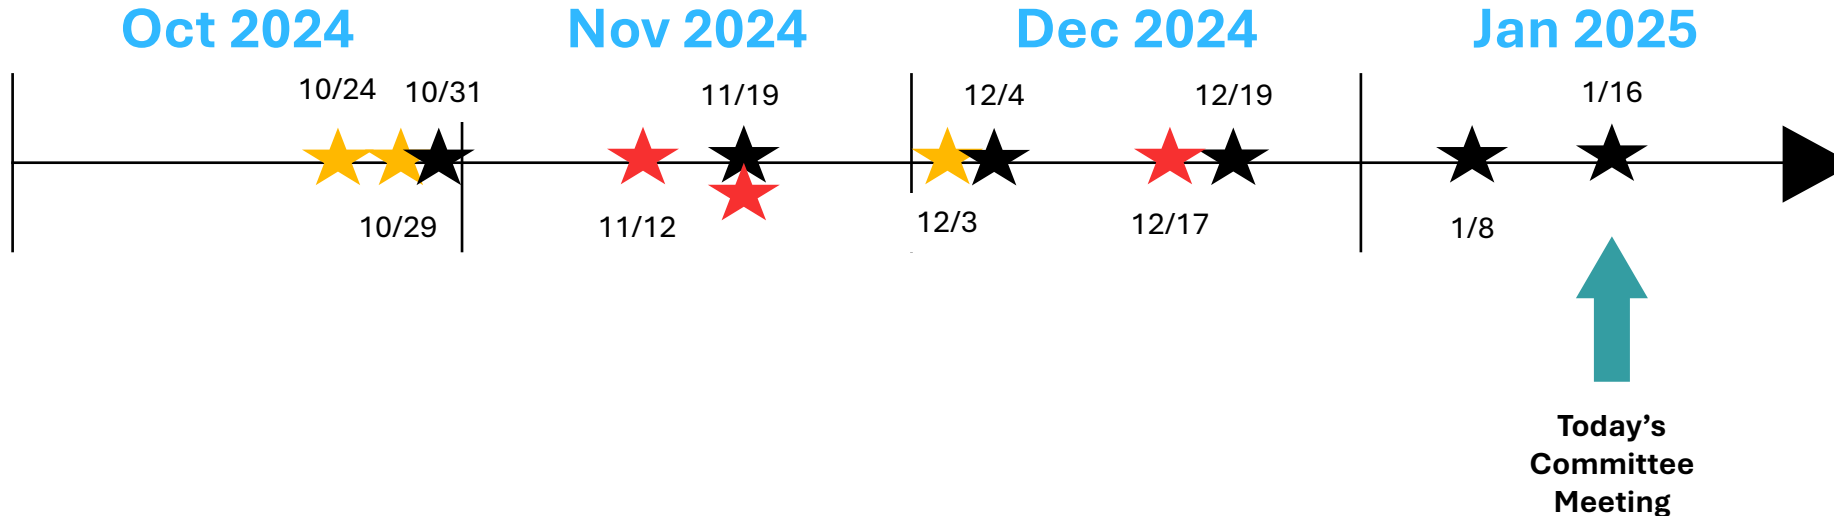 Oct 2024
Nov 2024
Dec 2024
Jan 2025
10/24
10/31
11/19
12/4
12/19
1/16
10/29
11/12
12/3
12/17
1/8
Today’s
Committee
Meeting